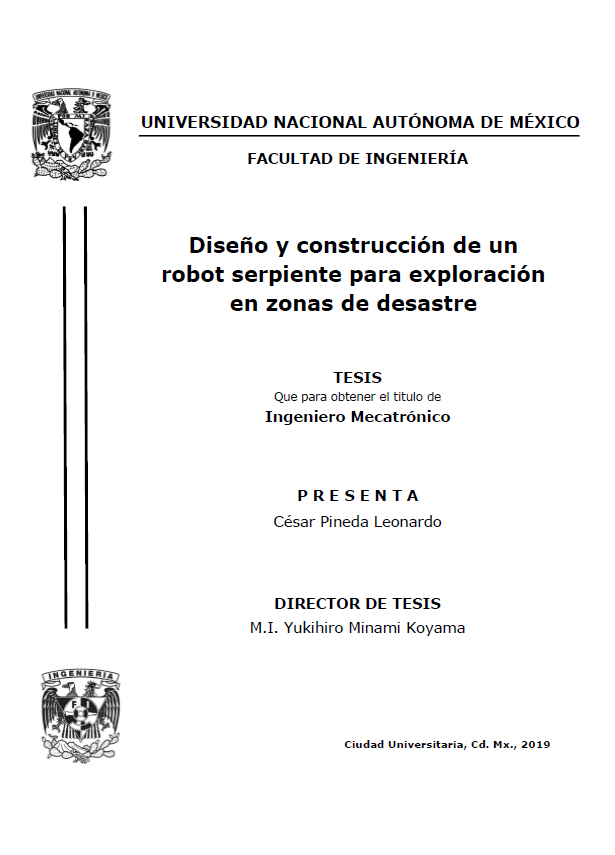 UNIVERSIDAD NACIONAL AUTÓNOMA DE MÉXICO
FACULTAD DE INGENIERÍA
Diseño y construcción de un
robot serpiente para exploración
en zonas de desastre
TESIS
Que para obtener el título de
Ingeniero Mecatrónico
P R E S E N T A
César Pineda Leonardo
DIRECTOR DE TESIS
M.I. Yukihiro Minami Koyama
INGENIERIA
Ciudad Universitaria, Cd. Mx., 2019